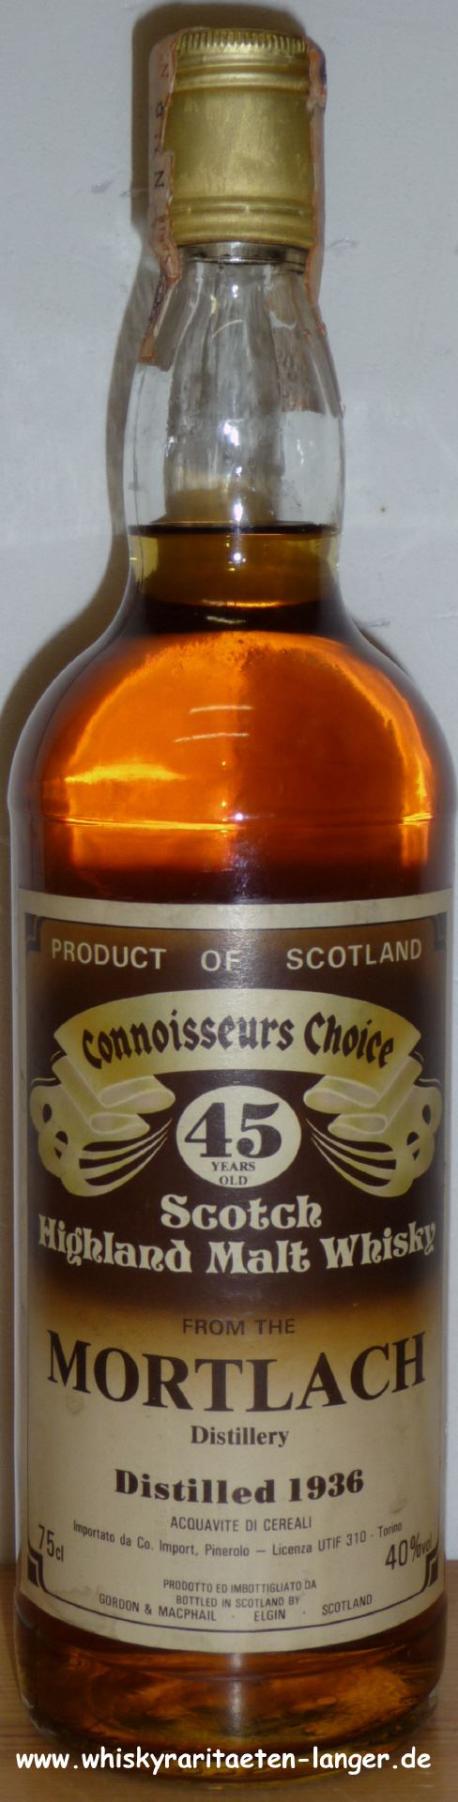 PRODUCT OF SCOTLAND
Connoisseurs Choice
45
YEARS
OLD
Scotch
Highland Malt Whisky
FROM THE
MORTLACH
Distillery
Distilled 1936
ACQUAVITE DI CEREALI
Importato da Co. Import, Pinerolo — Licenza UTIF 310 - Torino
75cl
40%vol
PRODOTTO ED IMBOTTIGLIATO DA
BOTTLED IN SCOTLAND BY
GORDON & MACPHAIL · ELGIN · SCOTLAND
www.whiskyraritaeten-langer.de